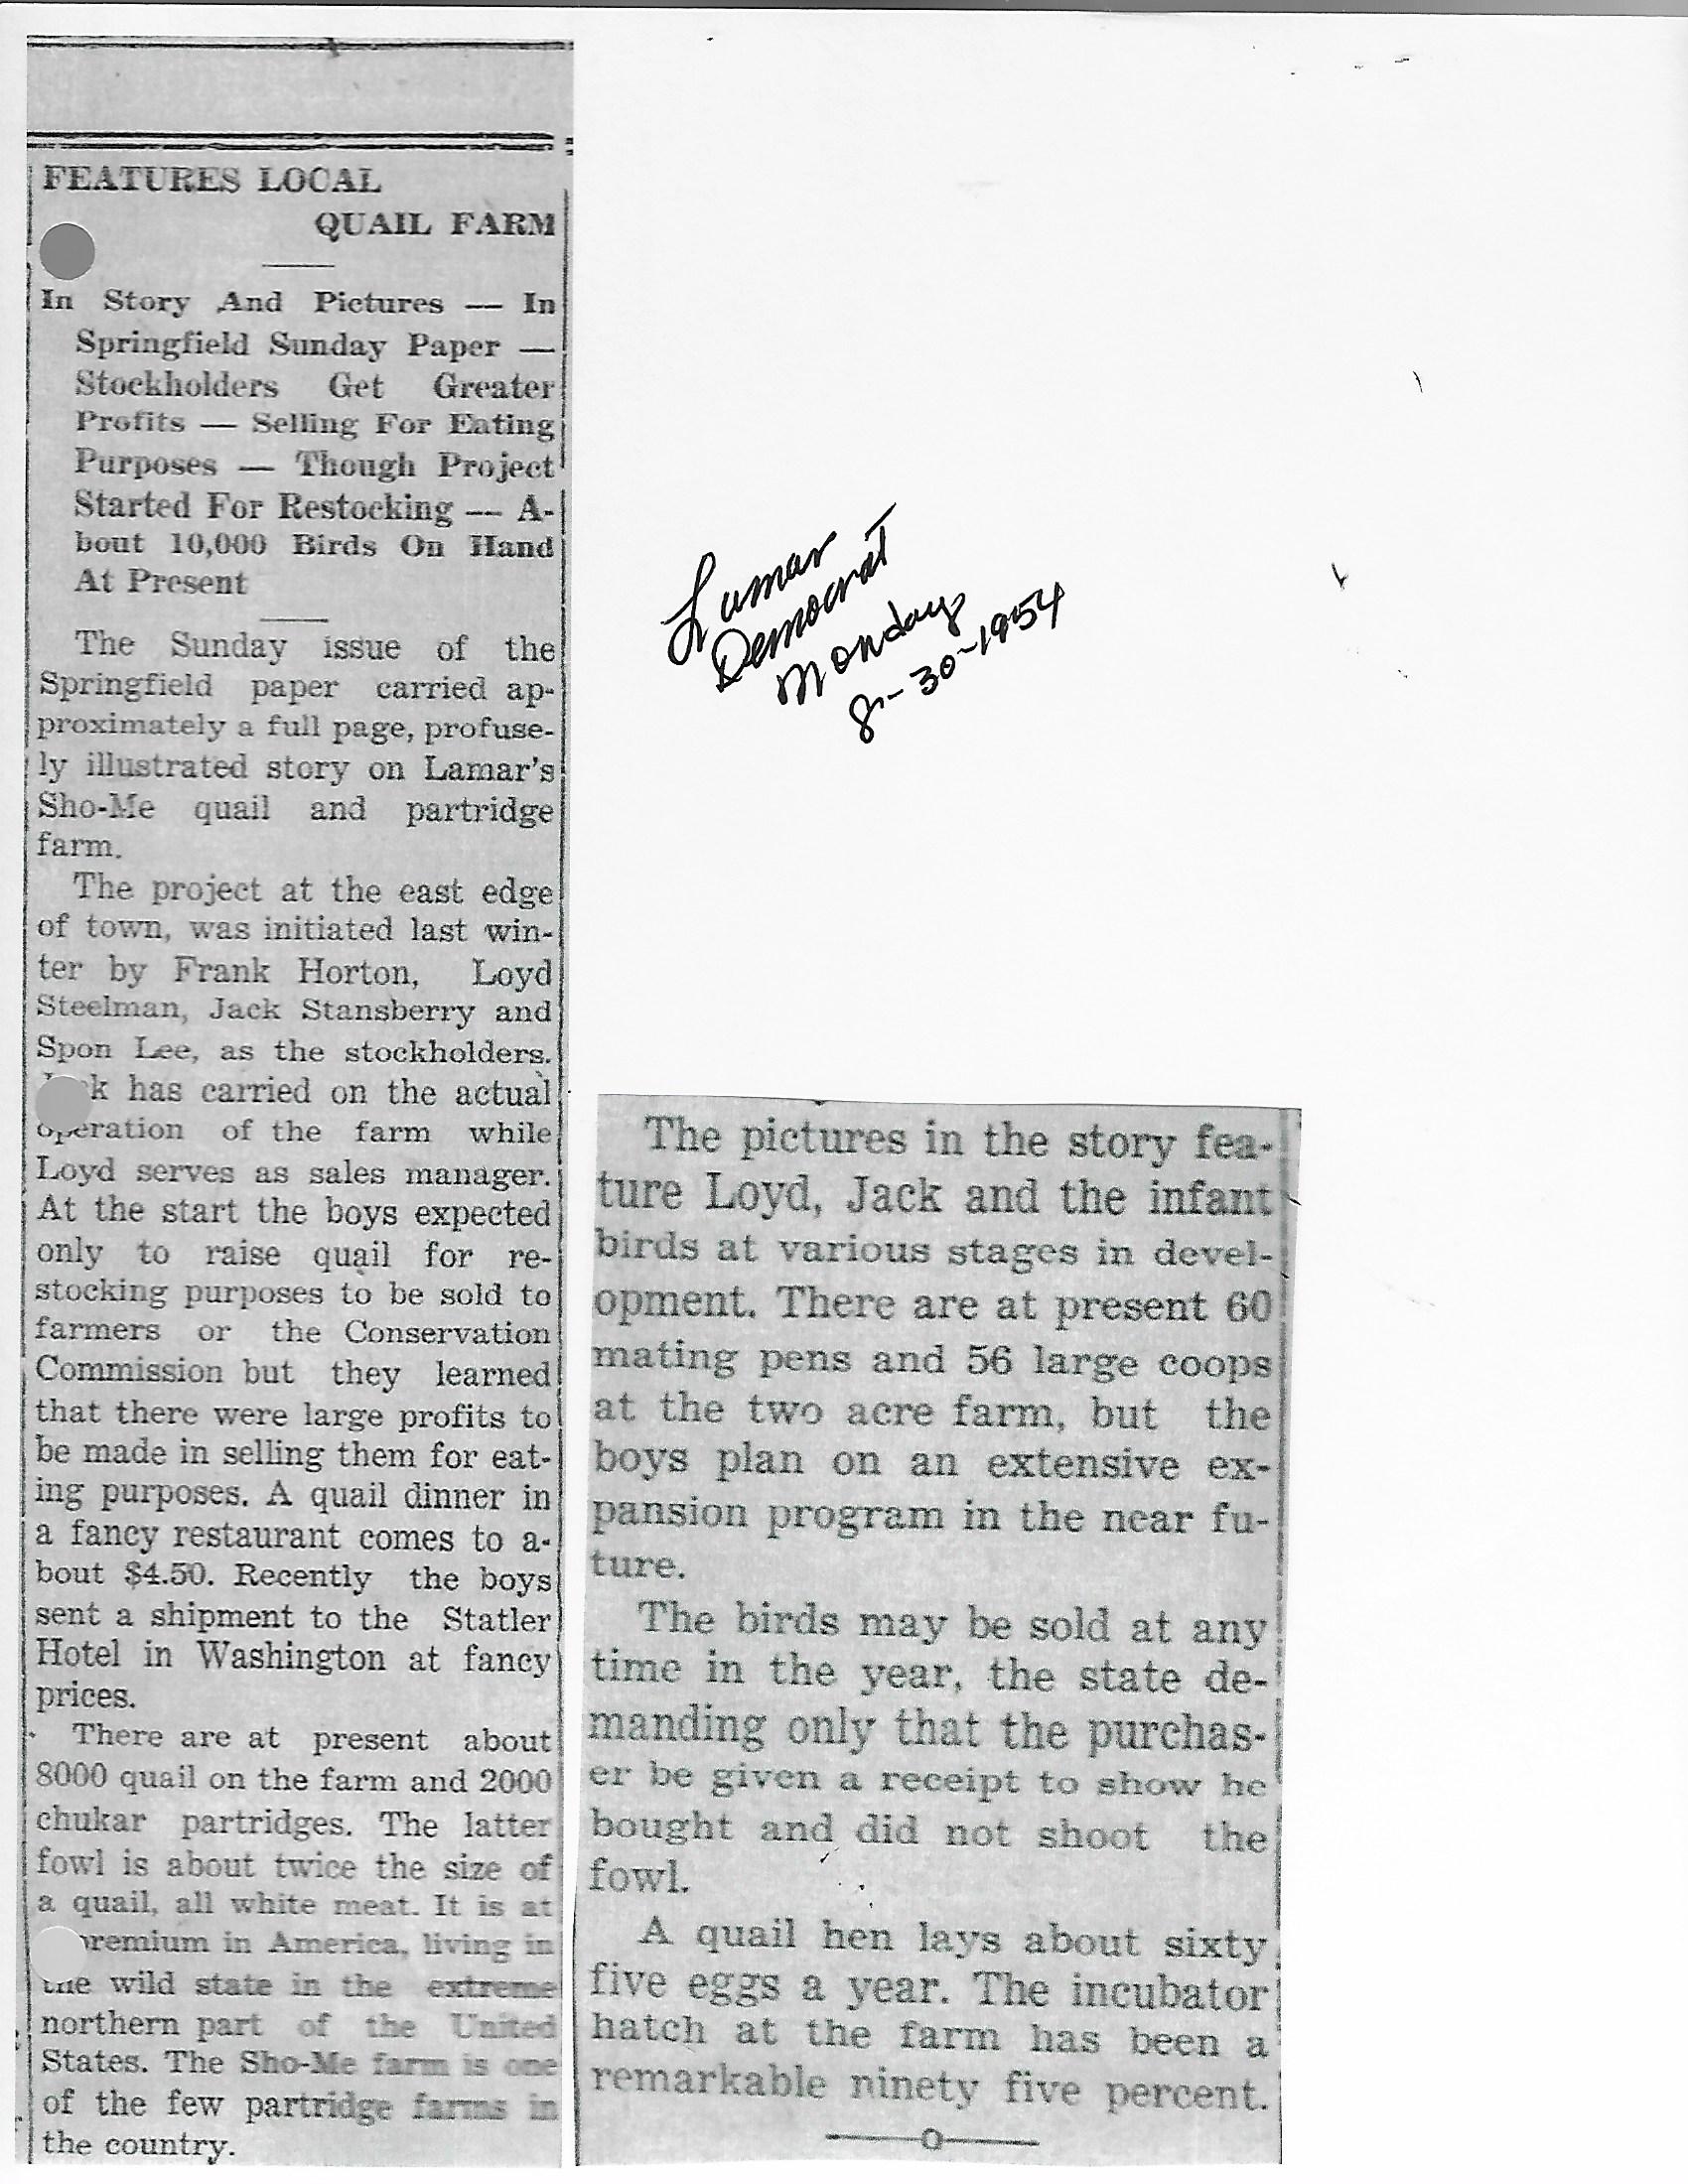 FEATURES LOCAL
QUAIL FARM
In Story And Pictures — In
Springfield Sunday Paper —
Stockholders Get Greater
Profits — Selling For Eating
Purposes — Though Project
Started For Restocking — A-
bout 10,000 Birds On Hand
At Present
The Sunday issue of the
Springfield paper carried ap-
proximately a full page, profuse-
ly illustrated story on Lamar's
Sho-Me quail and partridge
farm.
The project at the east edge
of town, was initiated last win-
ter by Frank Horton, Loyd
Steelman, Jack Stansberry and
Spon Lee, as the stockholders.
Jack has carried on the actual
operation of the farm while
Loyd serves as sales manager.
At the start the boys expected
only to raise quail for re-
stocking purposes to be sold to
farmers or the Conservation
Commission but they learned
that there were large profits to
be made in selling them for eat-
ing purposes. A quail dinner in
a fancy restaurant comes to a-
bout $4.50. Recently the boys
sent a shipment to the Statler
Hotel in Washington at fancy
prices.
There are at present about
8000 quail on the farm and 2000
chukar partridges. The latter
fowl is about twice the size of
a quail, all white meat. It is at
premium in America, living in
the wild state in the extreme
northern part of the United
States. The Sho-Me farm is one
of the few partridge farms in
the country.
Lamar
Democrat
Monday
8-30-1954
The pictures in the story fea-
ture Loyd, Jack and the infant
birds at various stages in devel-
opment. There are at present 60
mating pens and 56 large coops
at the two acre farm, but the
boys plan on an extensive ex-
pansion program in the near fu-
ture.
The birds may be sold at any
time in the year, the state de-
manding only that the purchas-
er be given a receipt to show he
bought and did not shoot the
fowl.
A quail hen lays about sixty
five eggs a year. The incubator
hatch at the farm has been a
remarkable ninety five percent.